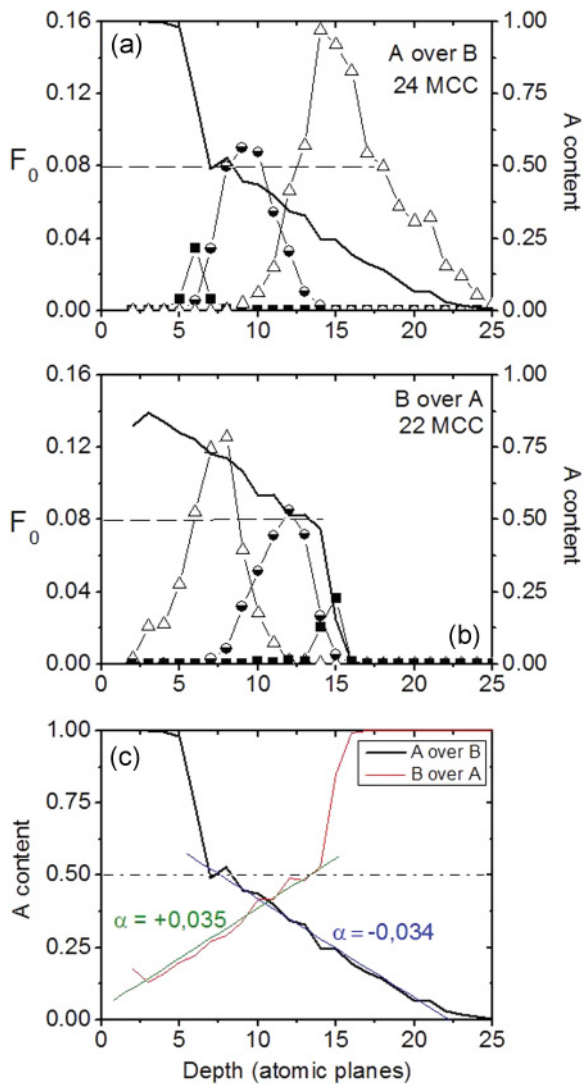 (a)
A over B
24 MCC
F0
A content
0.16
0.12
0.08
0.04
0.00
1.00
0.75
0.50
0.25
0.00
0 5 10 15 20 25
B over A
22 MCC
(b)
F0
A content
0.16
0.12
0.08
0.04
0.00
1.00
0.75
0.50
0.25
0.00
0 5 10 15 20 25
(c)
A over B
B over A
A content
1.00
0.75
0.50
0.25
0.00
α = +0,035
α = -0,034
0 5 10 15 20 25
Depth (atomic planes)